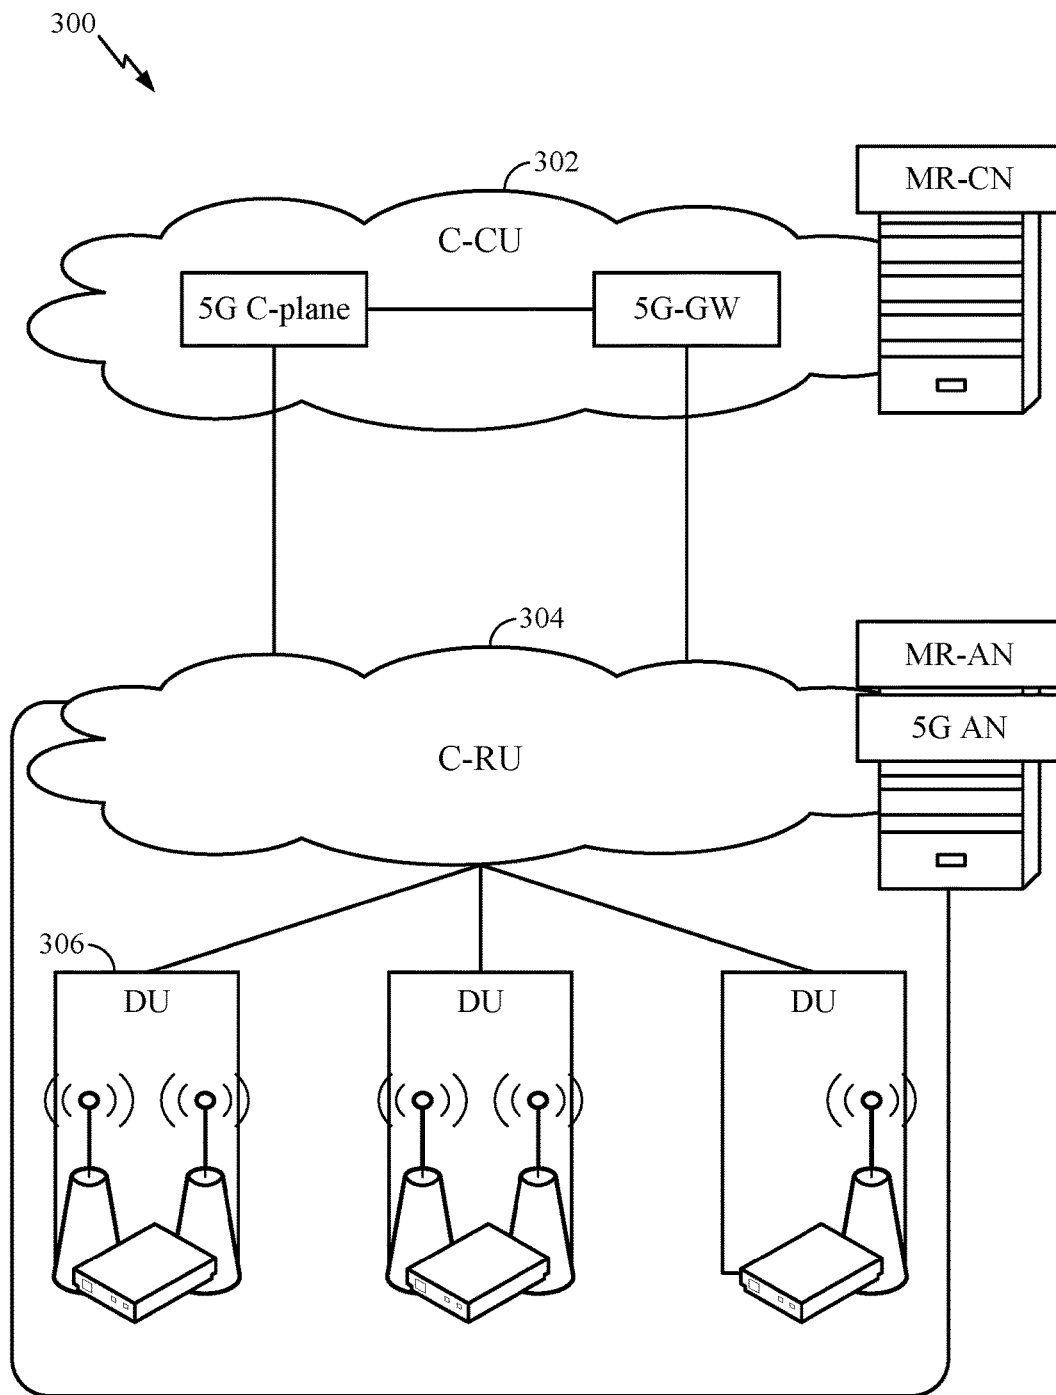 300
302
MR-CN
C-CU
5G C-plane
5G-GW
304
MR-AN
5G AN
C-RU
306
DU
DU
DU